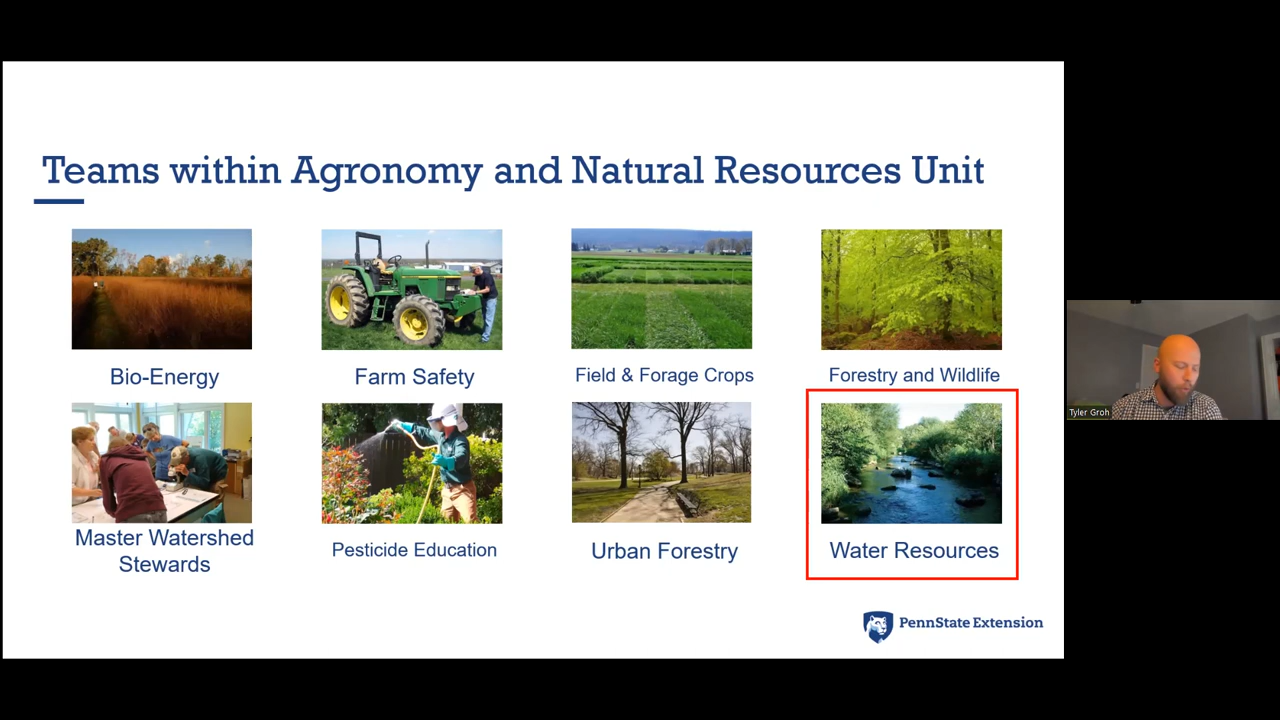 Teams within Agronomy and Natural Resources Unit
Bio-Energy
Farm Safety
Field & Forage Crops
Forestry and Wildlife
Master Watershed
Stewards
Pesticide Education
Urban Forestry
Water Resources
PennState Extension
Tyler Groh